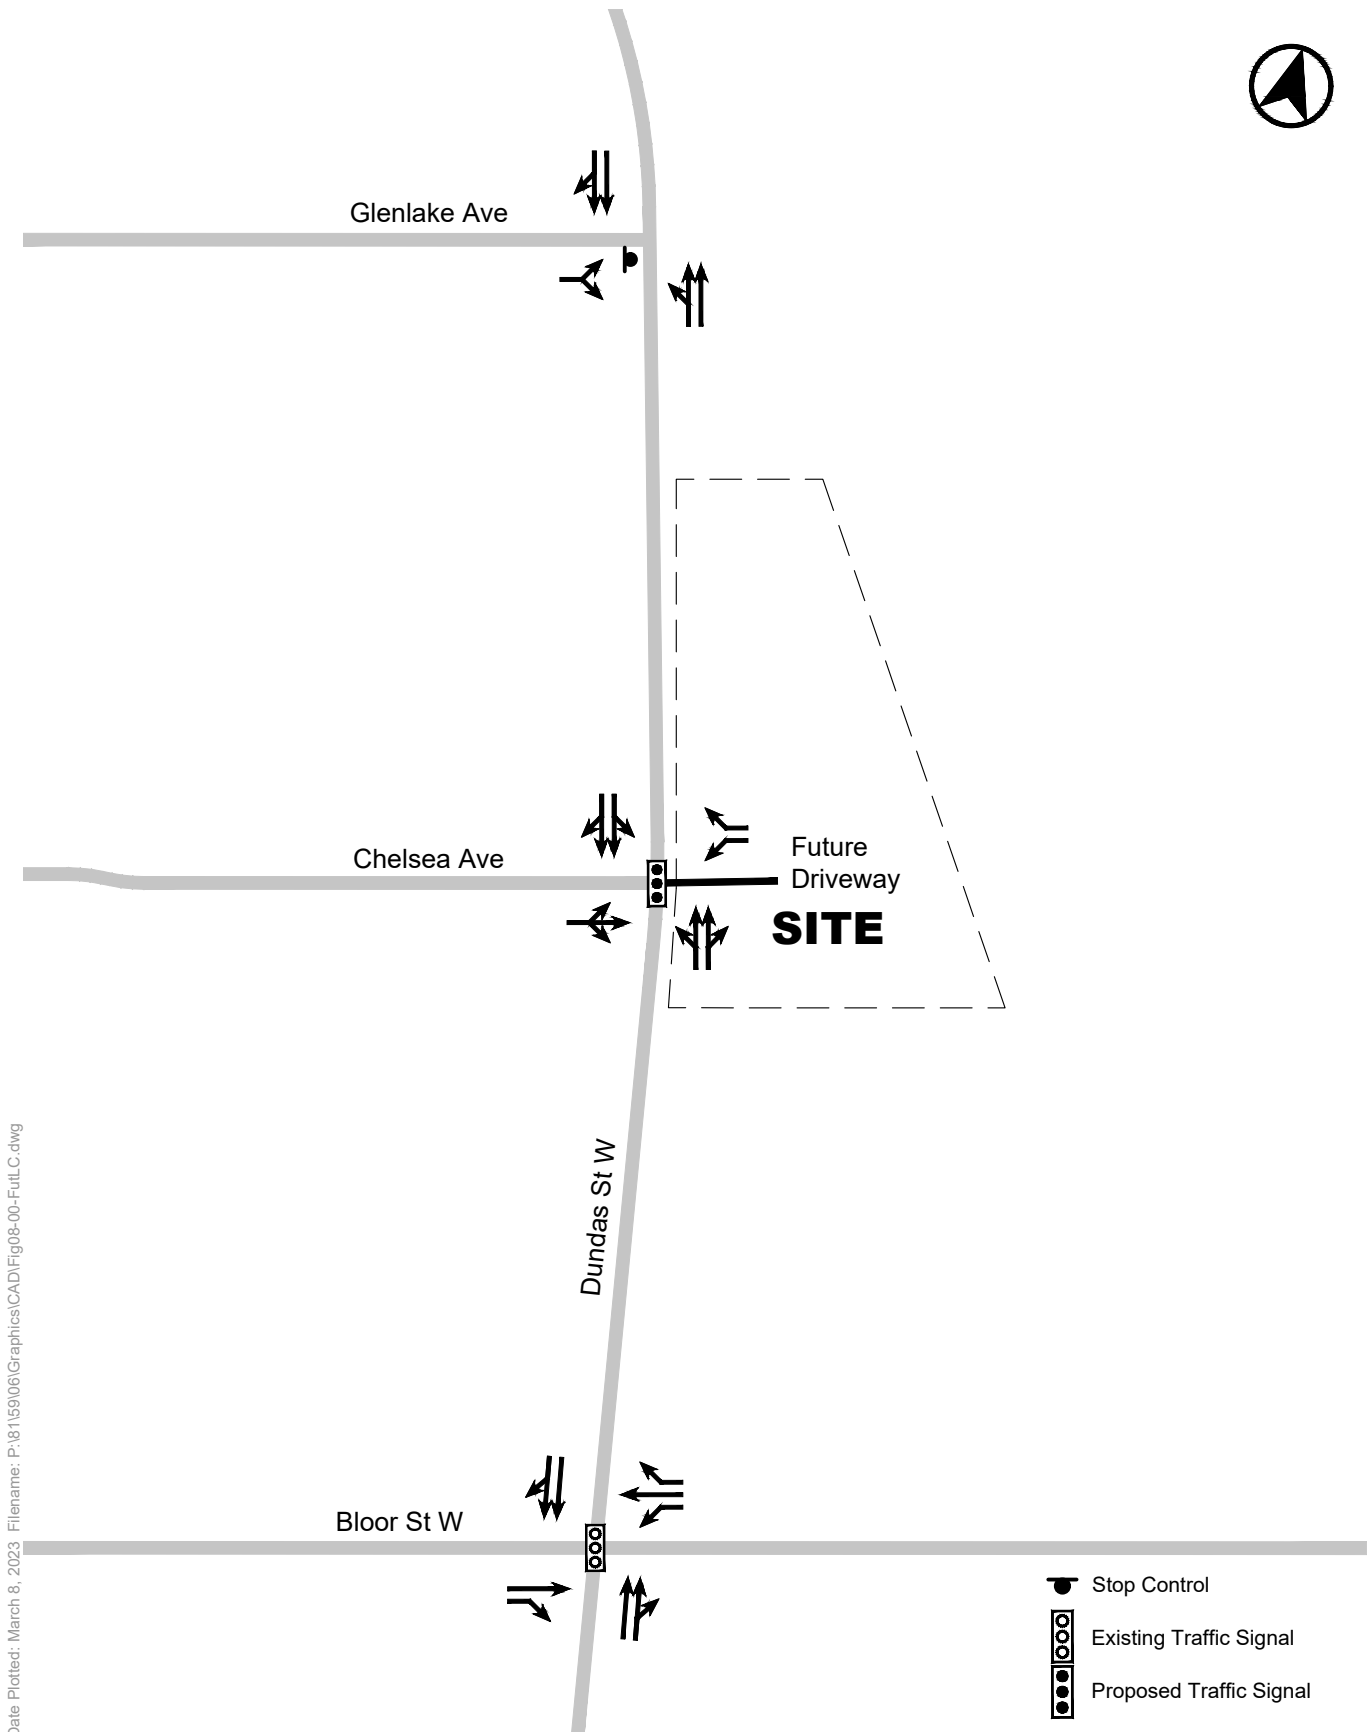 Glenlake Ave
Chelsea Ave
Future
Driveway
SITE
Dundas St W
Bloor St W
Stop Control
Existing Traffic Signal
Proposed Traffic Signal
Date Plotted: March 8, 2023 Filename: P:\81\59\06\Graphics\CAD\Fig08-00-FutLC.dwg